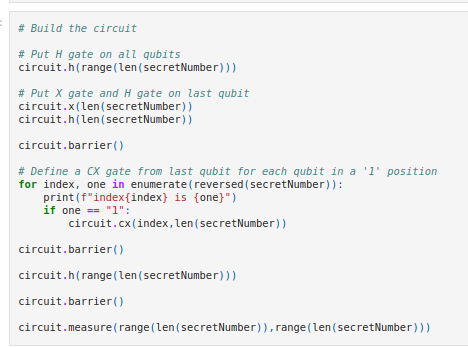 # Build the circuit
# Put H gate on all qubits
circuit.h(range(len(secretNumber)))
# Put X gate and H gate on last qubit
circuit.x(len(secretNumber))
circuit.h(len(secretNumber))
circuit.barrier()
# Define a CX gate from last qubit for each qubit in a '1' position
for index, one in enumerate(reversed(secretNumber)):
    print(f"index{index} is {one}")
    if one == "1":
        circuit.cx(index,len(secretNumber))
circuit.barrier()
circuit.h(range(len(secretNumber)))
circuit.barrier()
circuit.measure(range(len(secretNumber)),range(len(secretNumber)))